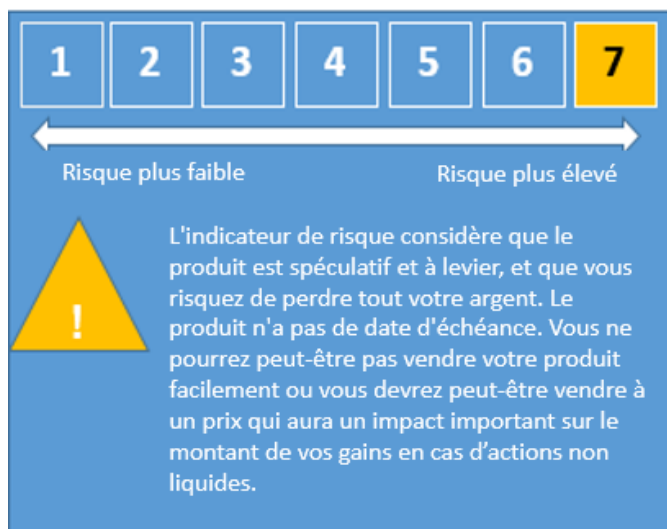 1 2 3 4 5 6 7
Risque plus faible Risque plus élevé
L'indicateur de risque considère que le
produit est spéculatif et à levier, et que vous
risquez de perdre tout votre argent. Le
! produit n'a pas de date d'échéance. Vous ne
pourrez peut-être pas vendre votre produit
facilement ou vous devrez peut-être vendre à
un prix qui aura un impact important sur le
montant de vos gains en cas d’actions non
liquides.